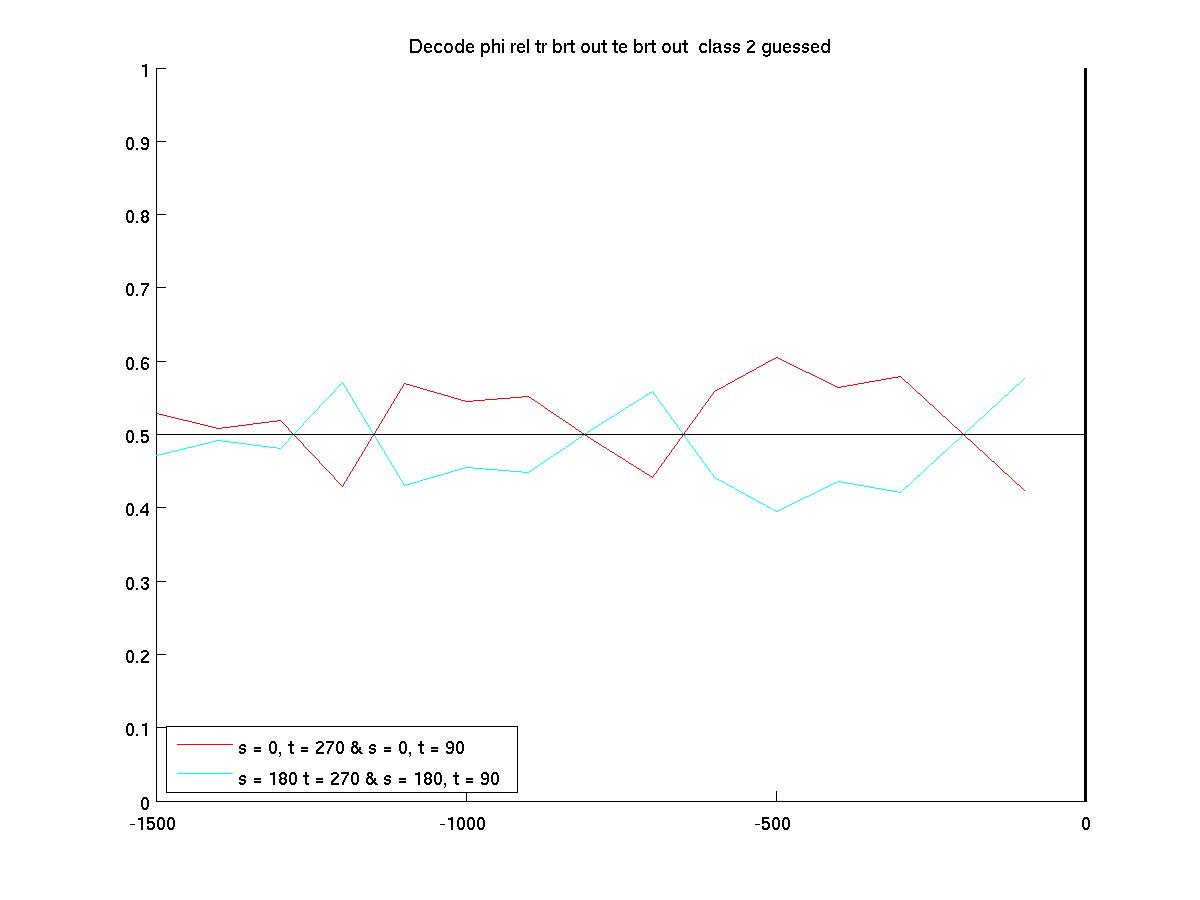 Decode phi rel tr brt out te brt out  class 2 guessed
1
0.9
0.8
0.7
0.6
0.5
0.4
0.3
0.2
0.1
0
s = 0, t = 270 & s = 0, t = 90
s = 180 t = 270 & s = 180, t = 90
-1500 -1000 -500 0